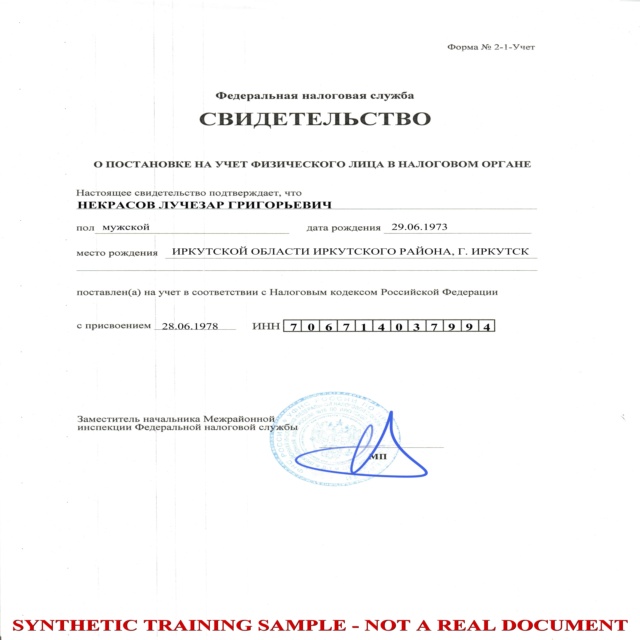 Форма № 2-1-Учет
Федеральная налоговая служба
СВИДЕТЕЛЬСТВО
О ПОСТАНОВКЕ НА УЧЕТ ФИЗИЧЕСКОГО ЛИЦА В НАЛОГОВОМ ОРГАНЕ
Настоящее свидетельство подтверждает, что
НЕКРАСОВ ЛУЧЕЗАР ГРИГОРЬЕВИЧ
пол мужской дата рождения 29.06.1973
место рождения ИРКУТСКОЙ ОБЛАСТИ ИРКУТСКОГО РАЙОНА, Г. ИРКУТСК
поставлен(а) на учет в соответствии с Налоговым кодексом Российской Федерации
с присвоением 28.06.1978 ИНН 706714037994
Заместитель начальника Межрайонной
инспекции Федеральной налоговой службы
МП
SYNTHETIC TRAINING SAMPLE - NOT A REAL DOCUMENT